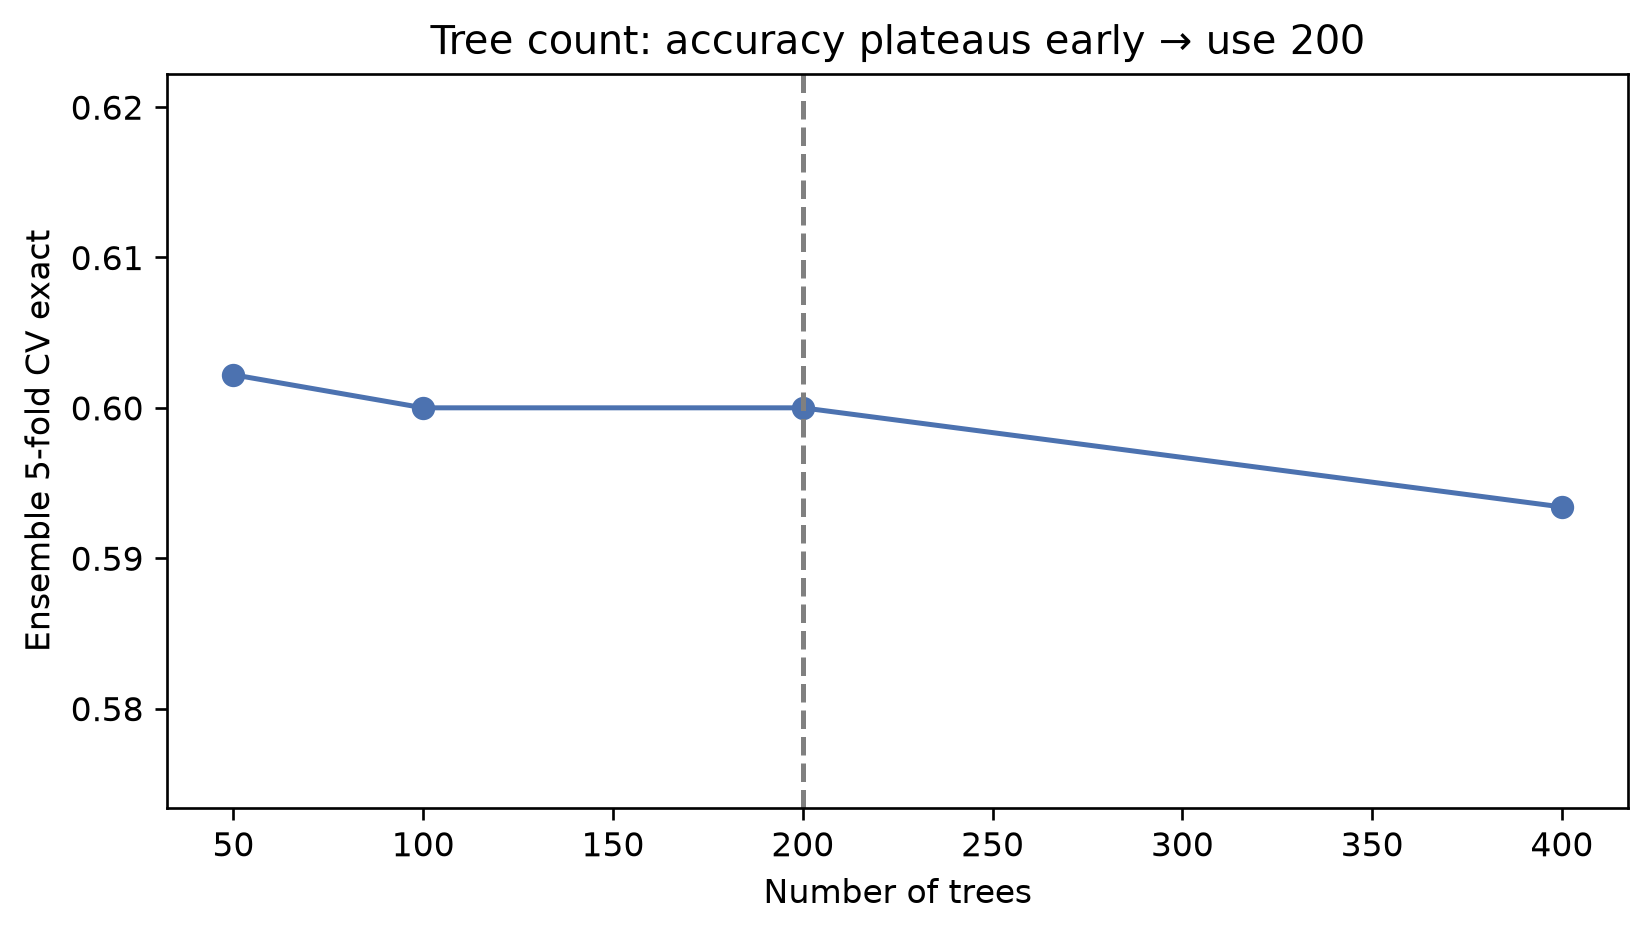 Tree count: accuracy plateaus early → use 200
Ensemble 5-fold CV exact
0.62
0.61
0.60
0.59
0.58
50 100 150 200 250 300 350 400
Number of trees